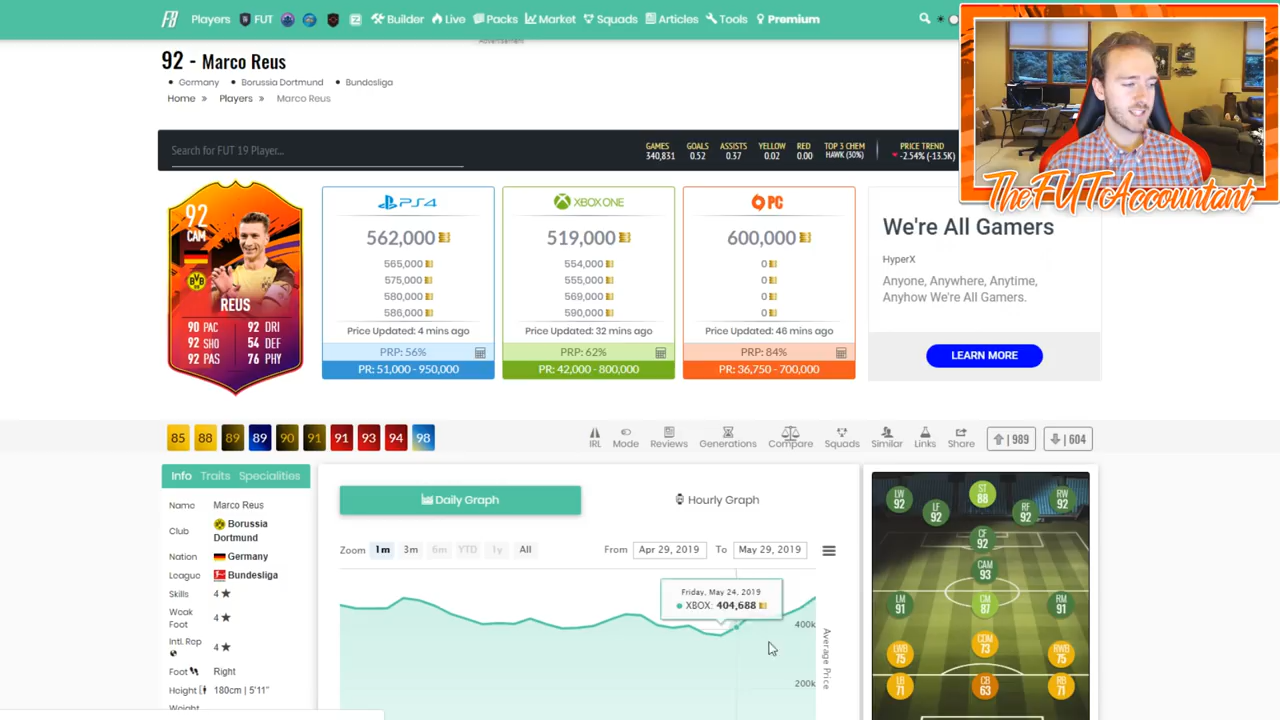 F8 Players FUT Builder Live Packs Market Squads Articles Tools Premium
Advertisement
92 - Marco Reus
Germany Borussia Dortmund Bundesliga
Home » Players » Marco Reus
Search for FUT 19 Player...
GAMES GOALS ASSISTS YELLOW RED TOP 3 CHEM PRICE TREND
340,831 0.52 0.37 0.02 0.00 HAWK (30%) -2.54% (-13.5K)
TheFUTAccountant
92
CAM
BVB
09
REUS
90 PAC 92 DRI
92 SHO 54 DEF
92 PAS 76 PHY
PS4
562,000
565,000
575,000
580,000
586,000
Price Updated: 4 mins ago
PRP: 56%
PR: 51,000 - 950,000
XBOX ONE
519,000
554,000
555,000
569,000
590,000
Price Updated: 32 mins ago
PRP: 62%
PR: 42,000 - 800,000
PC
600,000
0
0
0
0
Price Updated: 46 mins ago
PRP: 84%
PR: 36,750 - 700,000
We're All Gamers
HyperX
Anyone, Anywhere, Anytime,
Anyhow We're All Gamers.
LEARN MORE
85 88 89 89 90 91 91 93 94 98
IRL Mode Reviews Generations Compare Squads Similar Links Share | 989 | 604
Info Traits Specialities
Name Marco Reus
Club Borussia
Dortmund
Nation Germany
League Bundesliga
Skills 4
Weak
Foot 4
Intl. Rep 4
Foot Right
Height 180cm | 5'11"
Weight
Daily Graph Hourly Graph
Zoom 1m 3m 6m YTD 1y All From Apr 29, 2019 To May 29, 2019
Friday, May 24, 2019
XBOX: 404,688
400k
200k
Average Price
ST
88
LW
92
RW
92
LF
92
RF
92
CF
92
CAM
93
LM
91
CM
87
RM
91
CDM
73
LWB
75
RWB
75
LB
71
CB
63
RB
71